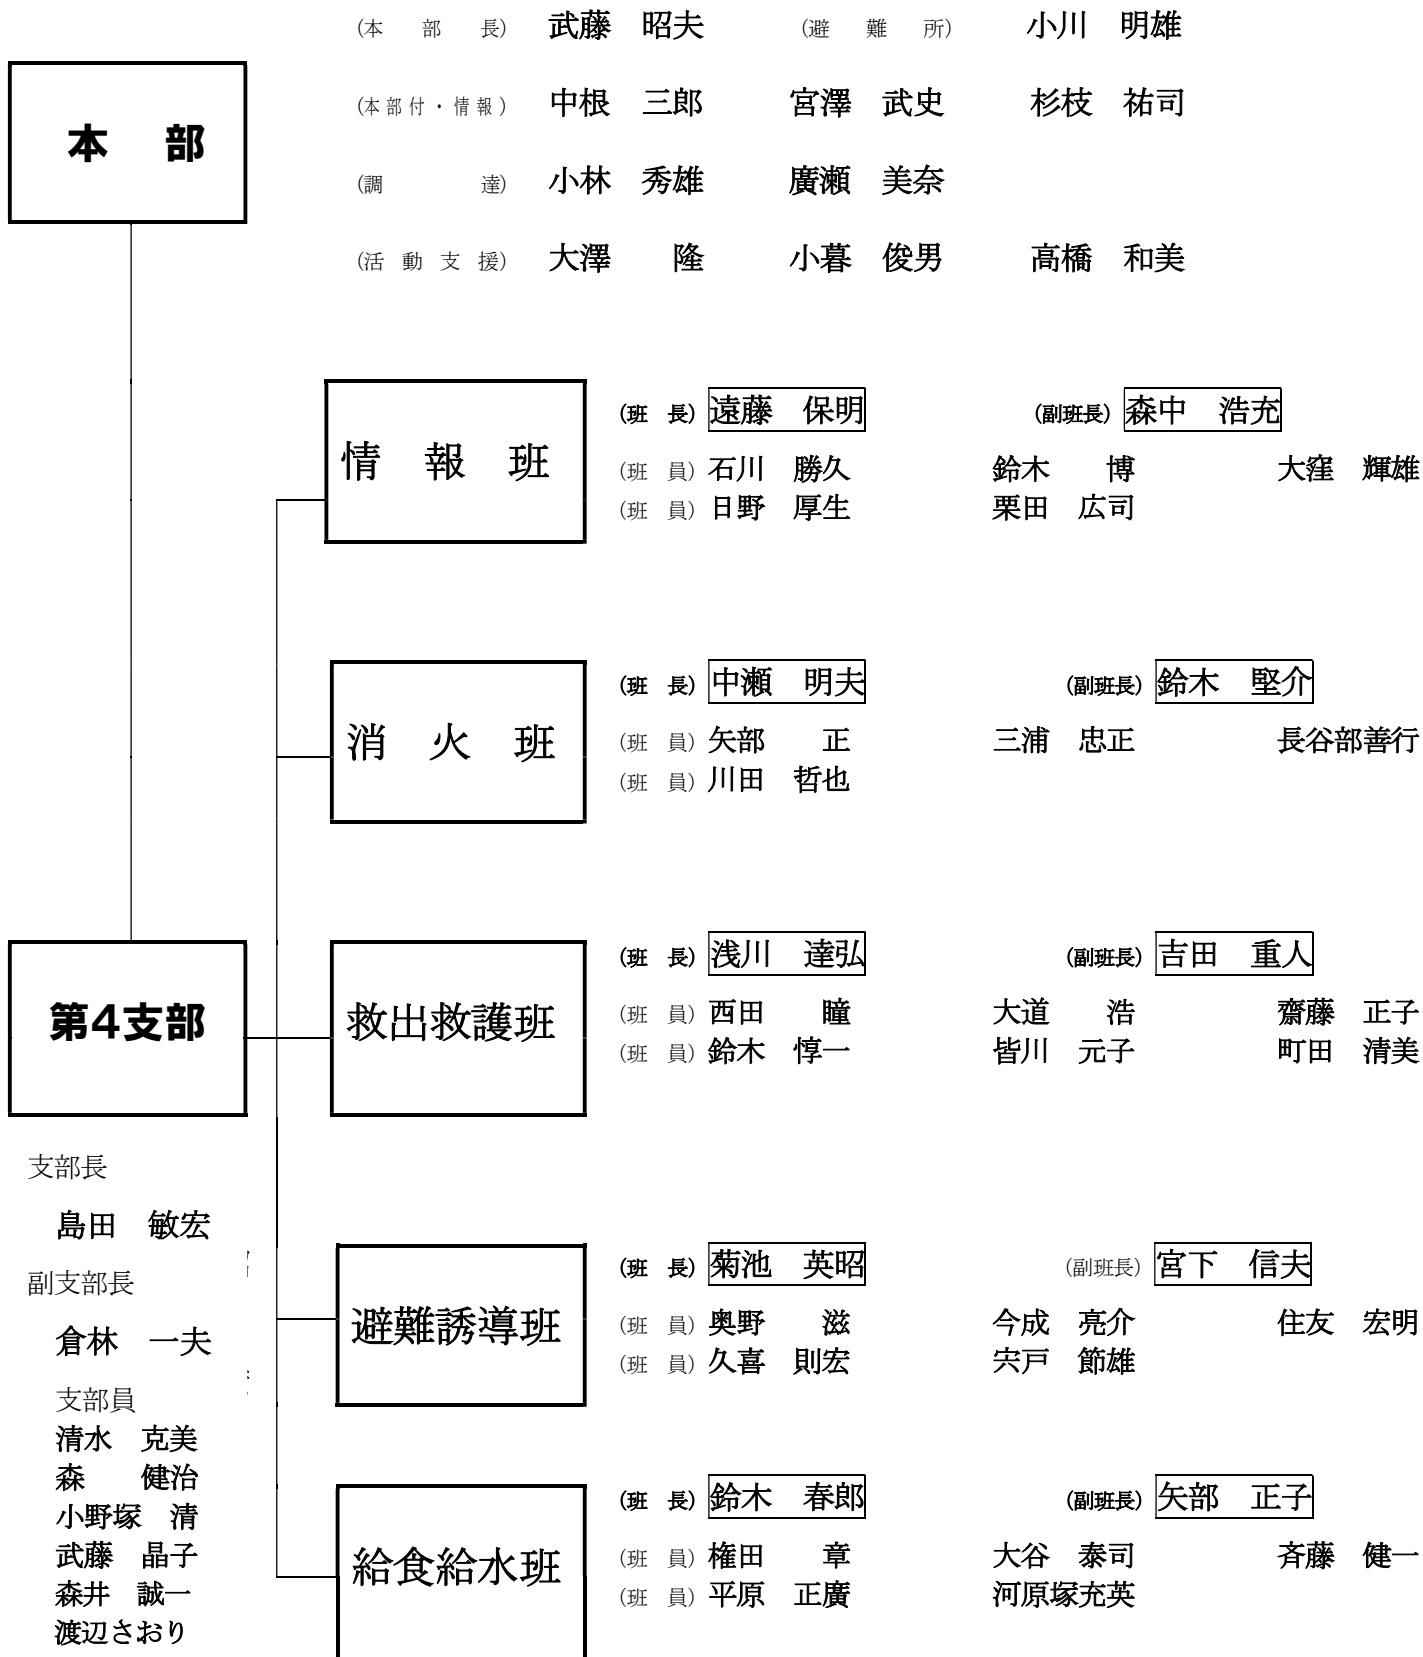 (本　部　長)　武藤　昭夫　(避　難　所)　小川　明雄
本　部
(本部付・情報)　中根　三郎　宮澤　武史　杉枝　祐司
(調　　達)　小林　秀雄　廣瀬　美奈
(活動支援)　大澤　　隆　小暮　俊男　高橋　和美
情　報　班
(班　長)　遠藤　保明　(副班長)　森中　浩充
(班　員)　石川　勝久　鈴木　　博　大窪　輝雄
(班　員)　日野　厚生　栗田　広司
消　火　班
(班　長)　中瀬　明夫　(副班長)　鈴木　堅介
(班　員)　矢部　　正　三浦　忠正　長谷部善行
(班　員)　川田　哲也
第4支部
救出救護班
(班　長)　浅川　達弘　(副班長)　吉田　重人
(班　員)　西田　　瞳　大道　　浩　齋藤　正子
(班　員)　鈴木　惇一　皆川　元子　町田　清美
支部長
島田　敏宏
副支部長
倉林　一夫
支部員
清水　克美
森　　健治
小野塚　清
武藤　晶子
森井　誠一
渡辺さおり
避難誘導班
(班　長)　菊池　英昭　(副班長)　宮下　信夫
(班　員)　奥野　　滋　今成　亮介　住友　宏明
(班　員)　久喜　則宏　宍戸　節雄
給食給水班
(班　長)　鈴木　春郎　(副班長)　矢部　正子
(班　員)　権田　　章　大谷　泰司　斉藤　健一
(班　員)　平原　正廣　河原塚充英